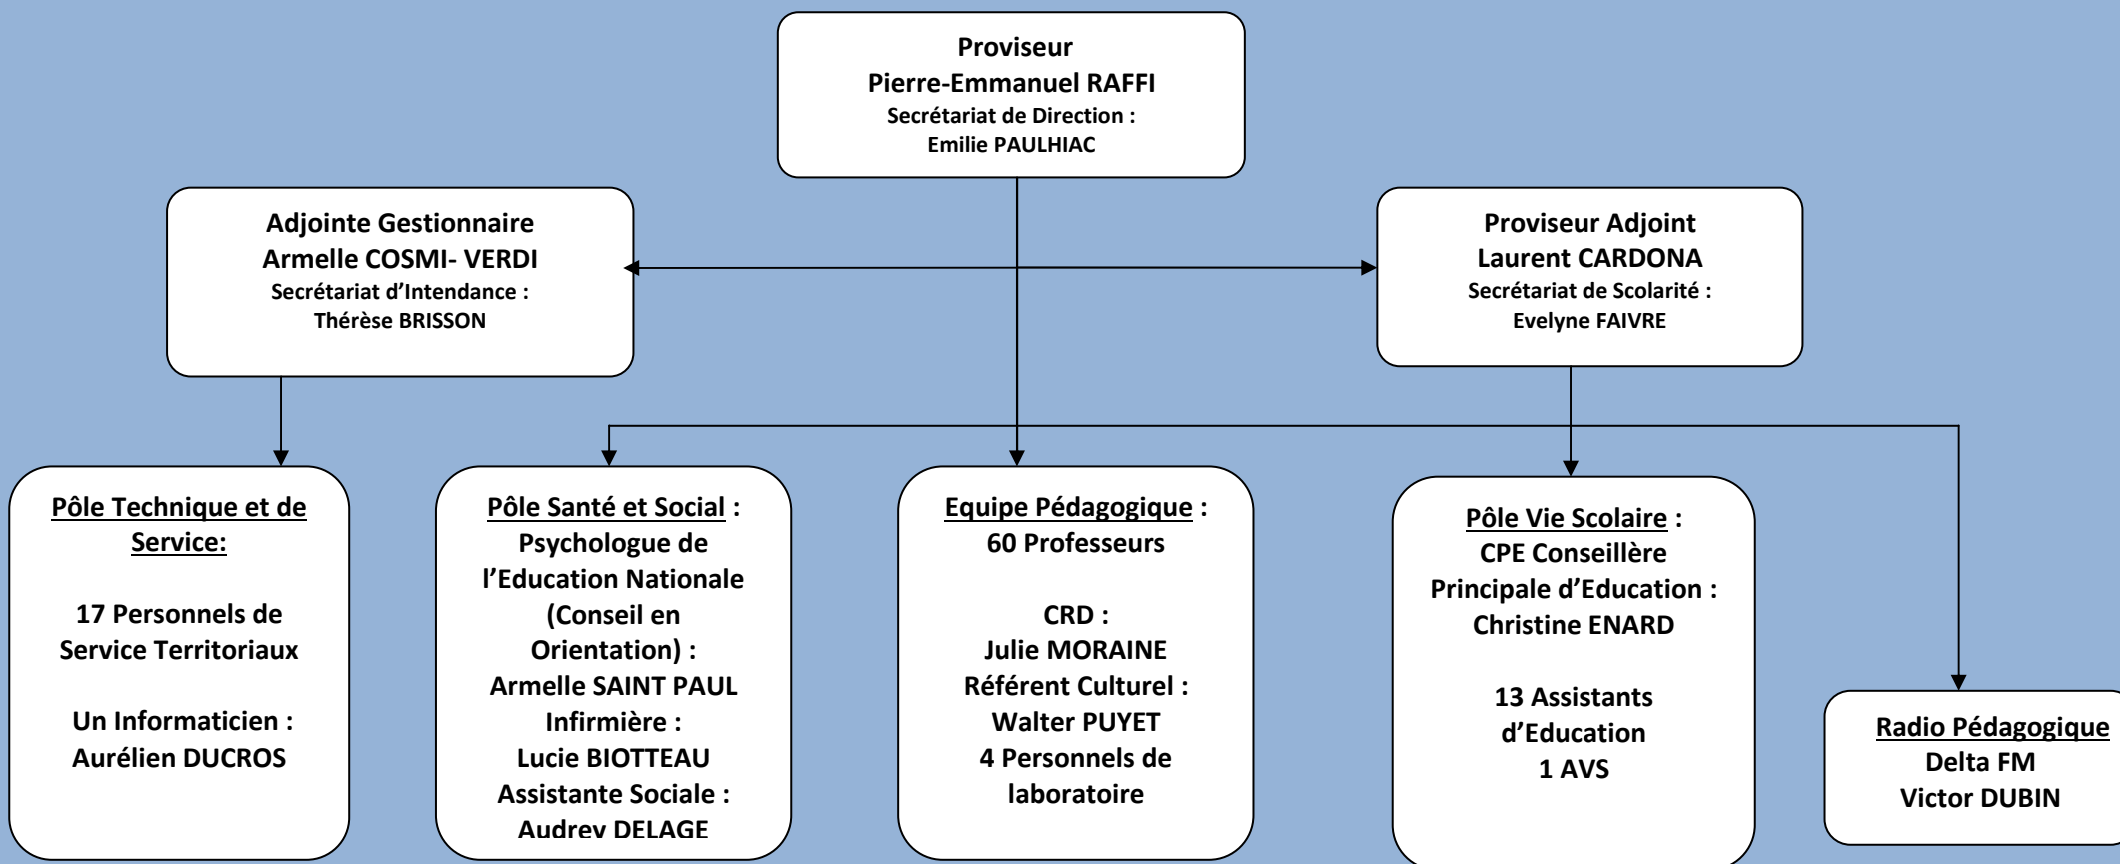 Proviseur
Pierre-Emmanuel RAFFI
Secrétariat de Direction :
Emilie PAULHIAC
Adjointe Gestionnaire
Armelle COSMI- VERDI
Secrétariat d’Intendance :
Thérèse BRISSON
Proviseur Adjoint
Laurent CARDONA
Secrétariat de Scolarité :
Evelyne FAIVRE
Pôle Technique et de
Service:
17 Personnels de
Service Territoriaux
Un Informaticien :
Aurélien DUCROS
Pôle Santé et Social :
Psychologue de
l’Education Nationale
(Conseil en
Orientation) :
Armelle SAINT PAUL
Infirmière :
Lucie BIOTTEAU
Assistante Sociale :
Audrey DELAGE
Equipe Pédagogique :
60 Professeurs
CRD :
Julie MORAINE
Référent Culturel :
Walter PUYET
4 Personnels de
laboratoire
Pôle Vie Scolaire :
CPE Conseillère
Principale d’Education :
Christine ENARD
13 Assistants
d’Education
1 AVS
Radio Pédagogique
Delta FM
Victor DUBIN